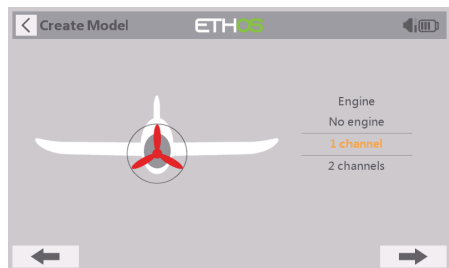 Create Model
ETHOS
Engine
No engine
1 channel
2 channels